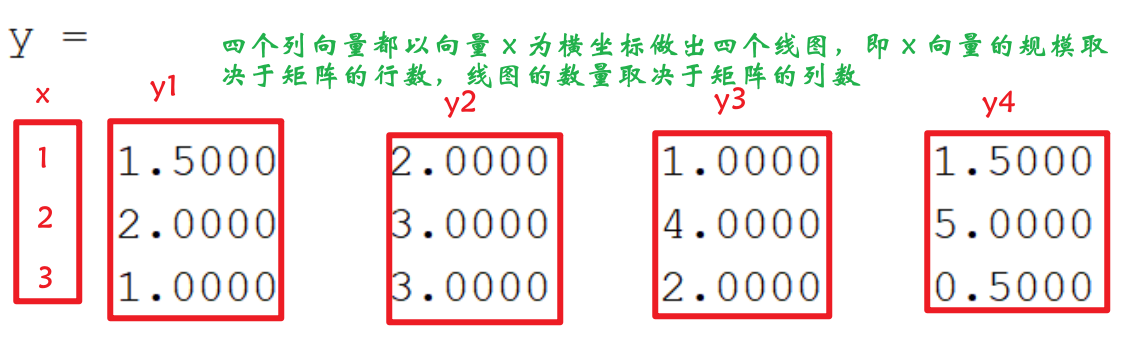 y =
四个列向量都以向量x为横坐标做出四个线图，即x向量的规模取
决于矩阵的行数，线图的数量取决于矩阵的列数
x y1 y2 y3 y4
1 1.5000 2.0000 1.0000 1.5000
2 2.0000 3.0000 4.0000 5.0000
3 1.0000 3.0000 2.0000 0.5000